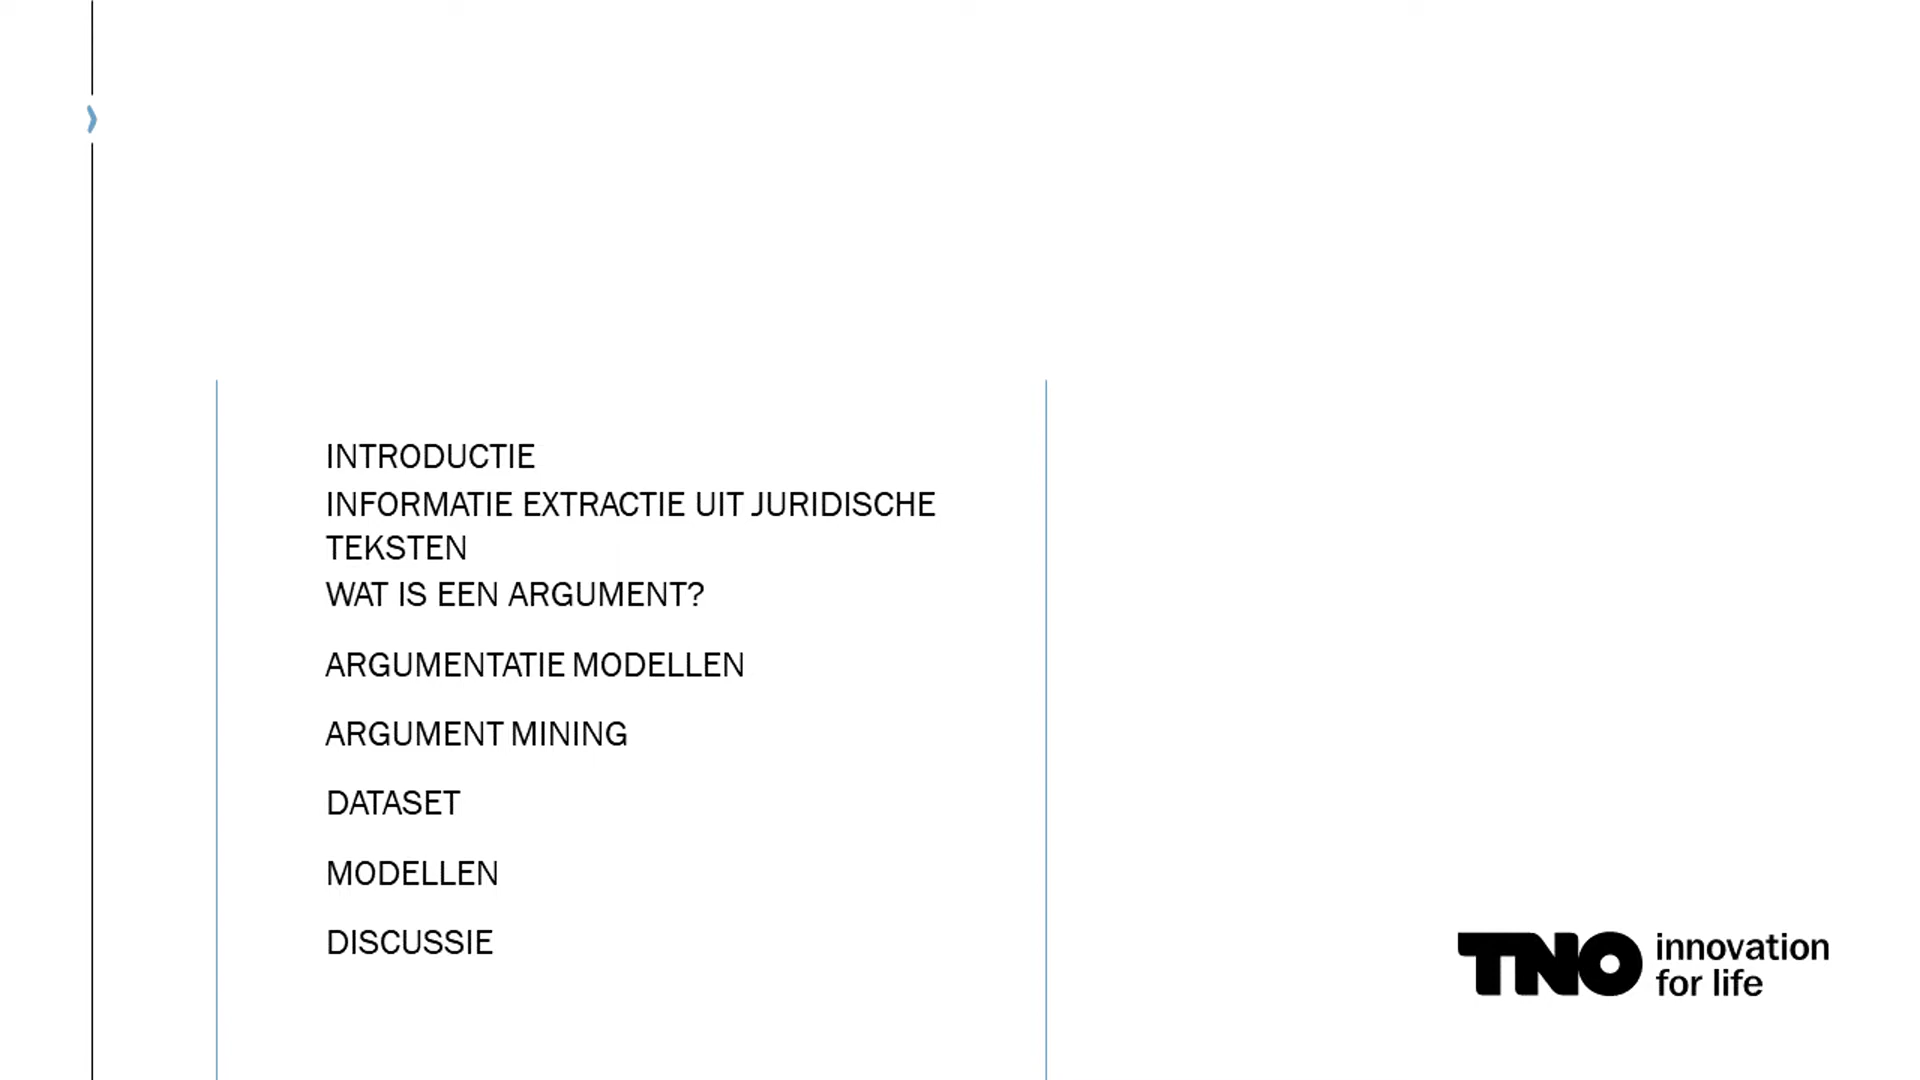 INTRODUCTIE
INFORMATIE EXTRACTIE UIT JURIDISCHE
TEKSTEN
WAT IS EEN ARGUMENT?
ARGUMENTATIE MODELLEN
ARGUMENT MINING
DATASET
MODELLEN
DISCUSSIE
TNO innovation
for life